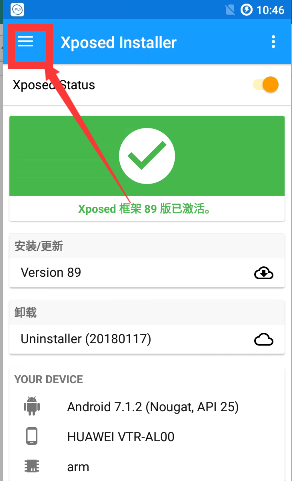 10:46
Xposed Installer
Xposed Status
Xposed 框架 89 版已激活。
安装/更新
Version 89
卸载
Uninstaller (20180117)
YOUR DEVICE
Android 7.1.2 (Nougat, API 25)
HUAWEI VTR-AL00
arm